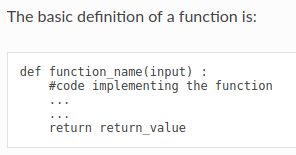 The basic definition of a function is:
def function_name(input) :
    #code implementing the function
    ...
    ...
    return return_value